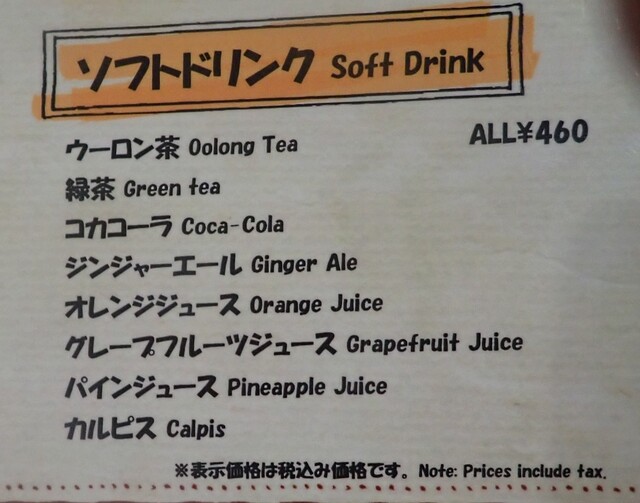 ソフトドリンク Soft Drink
ALL¥460
ウーロン茶 Oolong Tea
緑茶 Green tea
コカコーラ Coca-Cola
ジンジャーエール Ginger Ale
オレンジジュース Orange Juice
グレープフルーツジュース Grapefruit Juice
パインジュース Pineapple Juice
カルピス Calpis
※表示価格は税込み価格です。Note: Prices include tax.